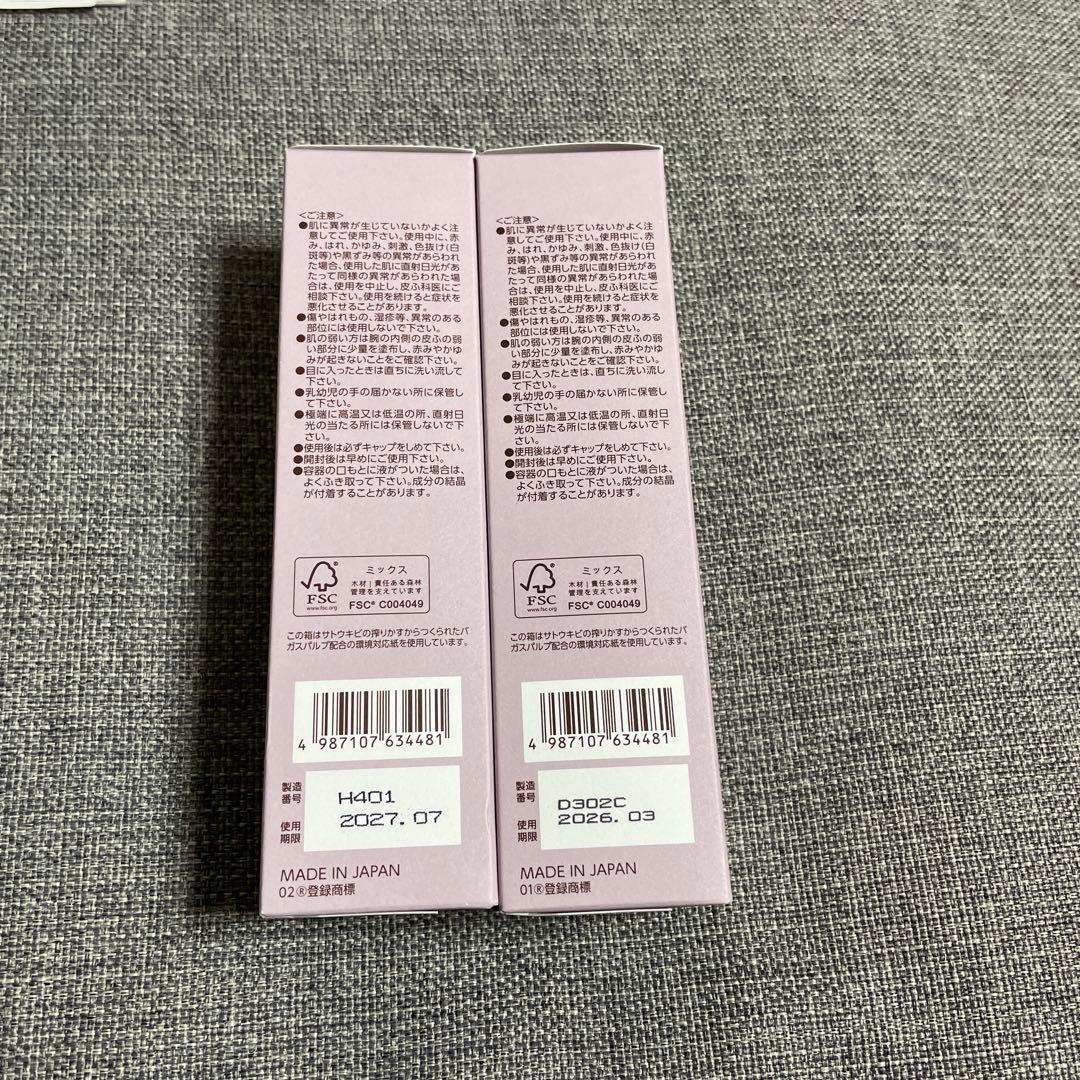 <ご注意>
●肌に異常が生じていないかよく注
意してご使用下さい。使用中に、赤
み、はれ、かゆみ、刺激、色抜け(白
斑等)や黒ずみ等の異常があらわれ
た場合、使用した肌に直射日光があ
たって同様の異常があらわれた場
合は、使用を中止し、皮ふ科医にご
相談下さい。使用を続けると症状を
悪化させることがあります。
●傷やはれもの、湿疹等、異常のある
部位には使用しないで下さい。
●肌の弱い方は腕の内側の皮ふの弱
い部分に少量を塗布し、赤みやかゆ
みが起きないことをご確認下さい。
●目に入ったときは直ちに洗い流し
て下さい。
●乳幼児の手の届かない所に保管し
て下さい。
●極端に高温又は低温の所、直射日
光の当たる所には保管しないで下
さい。
●使用後は必ずキャップをしめて下さい。
●開封後は早めにご使用下さい。
●容器の口もとに液がついた場合は、
よくふき取って下さい。成分の結晶
が付着することがあります。
FSC
www.fsc.org
ミックス
木材|責任ある森林
管理を支えています
FSC® C004049
この箱はサトウキビの搾りかすからつくられたバ
ガスパルプ配合の環境対応紙を使用しています。
4 987107 634481
製造
番号
H401
使用
期限
2027.07
MADE IN JAPAN
02®登録商標
<ご注意>
●肌に異常が生じていないかよく注
意してご使用下さい。使用中に、赤
み、はれ、かゆみ、刺激、色抜け(白
斑等)や黒ずみ等の異常があらわれ
た場合、使用した肌に直射日光があ
たって同様の異常があらわれた場
合は、使用を中止し、皮ふ科医にご
相談下さい。使用を続けると症状を
悪化させることがあります。
●傷やはれもの、湿疹等、異常のある
部位には使用しないで下さい。
●肌の弱い方は腕の内側の皮ふの弱
い部分に少量を塗布し、赤みやかゆ
みが起きないことをご確認下さい。
●目に入ったときは、直ちに洗い流し
て下さい。
●乳幼児の手の届かない所に保管し
て下さい。
●極端に高温又は低温の所、直射日
光の当たる所には保管しないで下
さい。
●使用後は必ずキャップをしめて下さい。
●開封後は早めにご使用下さい。
●容器の口もとに液がついた場合は、
よくふき取って下さい。成分の結晶
が付着することがあります。
FSC
www.fsc.org
ミックス
木材|責任ある森林
管理を支えています
FSC® C004049
この箱はサトウキビの搾りかすからつくられたバ
ガスパルプ配合の環境対応紙を使用しています。
4 987107 634481
製造
番号
D302C
使用
期限
2026.03
MADE IN JAPAN
01®登録商標